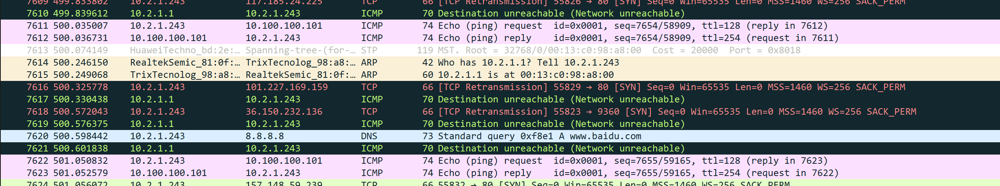 7609 499.833802 10.2.1.243 117.185.24.225 TCP 66 [TCP Retransmission] 55826 → 80 [SYN] Seq=0 Win=65535 Len=0 MSS=1460 WS=256 SACK_PERM
7610 499.839612 10.2.1.1 10.2.1.243 ICMP 70 Destination unreachable (Network unreachable)
7611 500.035007 10.2.1.243 10.100.100.101 ICMP 74 Echo (ping) request id=0x0001, seq=7654/58909, ttl=128 (reply in 7612)
7612 500.036731 10.100.100.101 10.2.1.243 ICMP 74 Echo (ping) reply id=0x0001, seq=7654/58909, ttl=254 (request in 7611)
7613 500.074149 HuaweiTechno_bd:2e:… Spanning-tree-(for-… STP 119 MST. Root = 32768/0/00:13:c0:98:a8:00 Cost = 20000 Port = 0x8018
7614 500.246150 RealtekSemic_81:0f:… TrixTecnolog_98:a8:… ARP 42 Who has 10.2.1.1? Tell 10.2.1.243
7615 500.249068 TrixTecnolog_98:a8:… RealtekSemic_81:0f:… ARP 60 10.2.1.1 is at 00:13:c0:98:a8:00
7616 500.325778 10.2.1.243 101.227.169.159 TCP 66 [TCP Retransmission] 55829 → 80 [SYN] Seq=0 Win=65535 Len=0 MSS=1460 WS=256 SACK_PERM
7617 500.330438 10.2.1.1 10.2.1.243 ICMP 70 Destination unreachable (Network unreachable)
7618 500.572043 10.2.1.243 36.150.232.136 TCP 66 [TCP Retransmission] 55823 → 9360 [SYN] Seq=0 Win=65535 Len=0 MSS=1460 WS=256 SACK_PERM
7619 500.576375 10.2.1.1 10.2.1.243 ICMP 70 Destination unreachable (Network unreachable)
7620 500.598442 10.2.1.243 8.8.8.8 DNS 73 Standard query 0xf8e1 A www.baidu.com
7621 500.601838 10.2.1.1 10.2.1.243 ICMP 70 Destination unreachable (Network unreachable)
7622 501.050832 10.2.1.243 10.100.100.101 ICMP 74 Echo (ping) request id=0x0001, seq=7655/59165, ttl=128 (reply in 7623)
7623 501.052579 10.100.100.101 10.2.1.243 ICMP 74 Echo (ping) reply id=0x0001, seq=7655/59165, ttl=254 (request in 7622)
7624 501.056072 10.2.1.243 157.148.59.239 TCP 66 55832 → 80 [SYN] Seq=0 Win=65535 Len=0 MSS=1460 WS=256 SACK_PERM